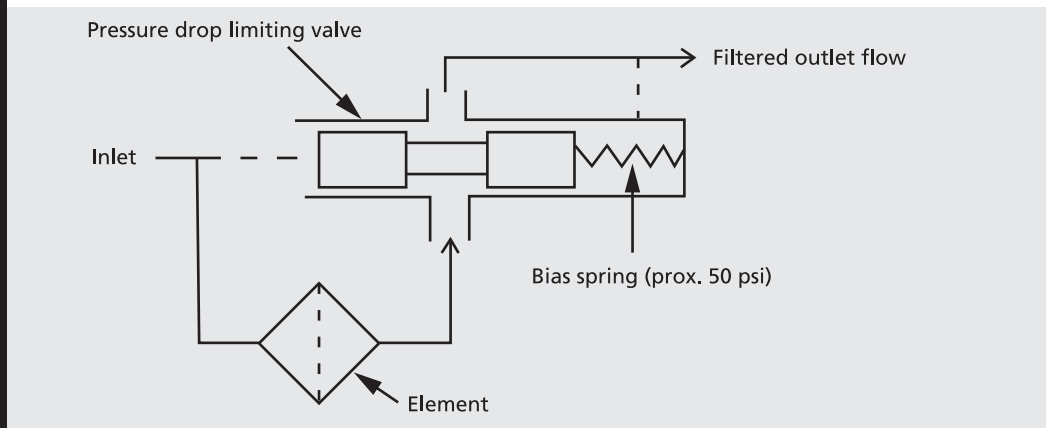 Pressure drop limiting valve
Filtered outlet flow
Inlet
Bias spring (prox. 50 psi)
Element